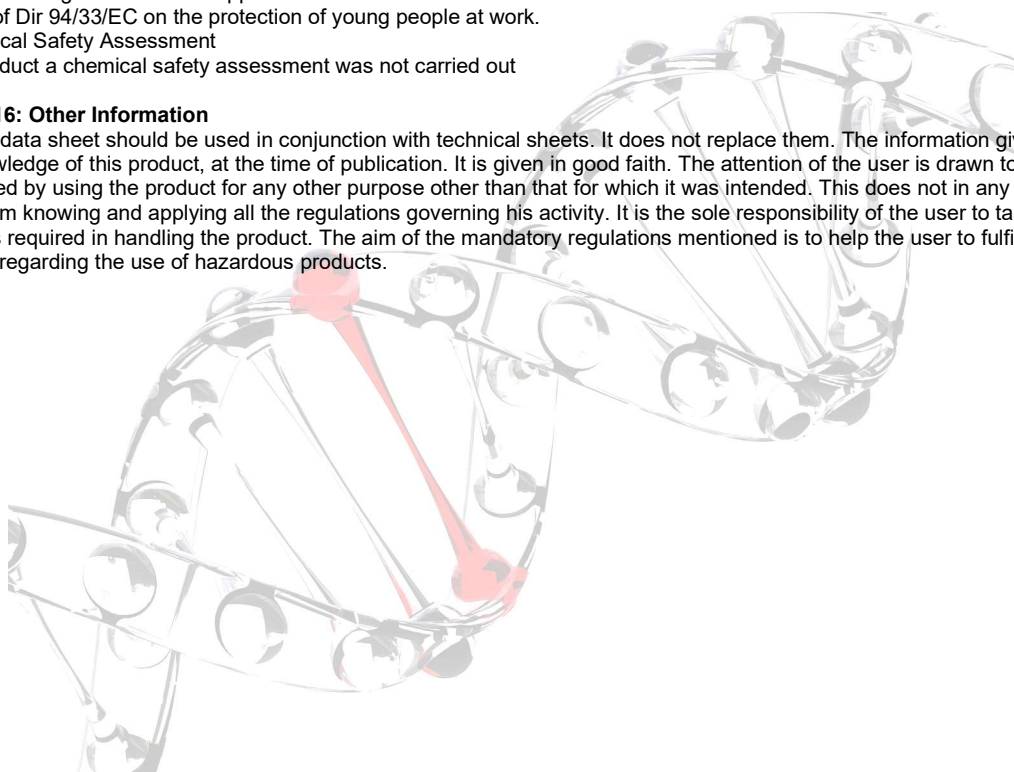 of Dir 94/33/EC on the protection of young people at work.
cal Safety Assessment
duct a chemical safety assessment was not carried out
16: Other Information
data sheet should be used in conjunction with technical sheets. It does not replace them. The information gi
wledge of this product, at the time of publication. It is given in good faith. The attention of the user is drawn to
ed by using the product for any other purpose other than that for which it was intended. This does not in any
m knowing and applying all the regulations governing his activity. It is the sole responsibility of the user to ta
s required in handling the product. The aim of the mandatory regulations mentioned is to help the user to fulfi
regarding the use of hazardous products.